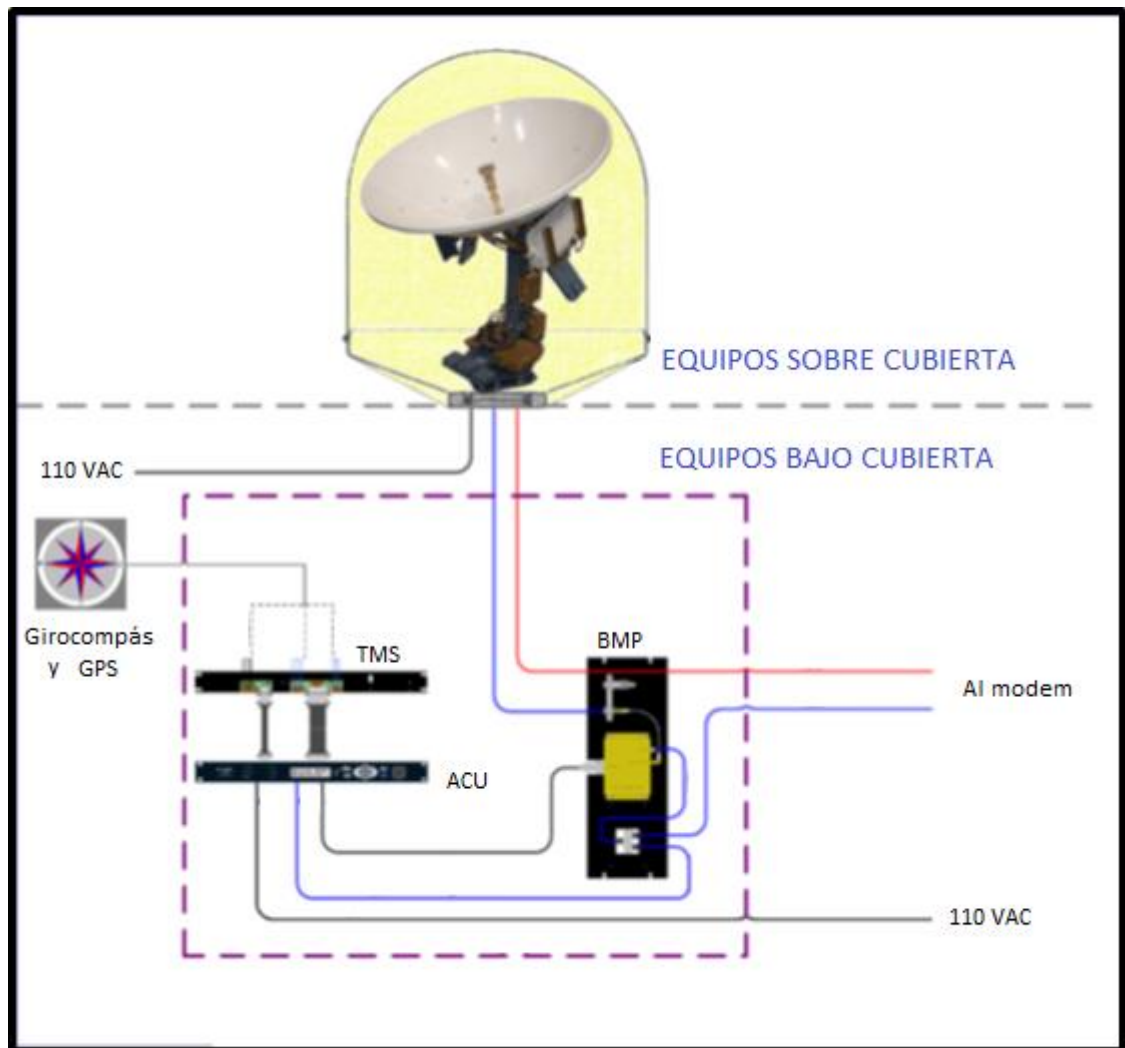 EQUIPOS SOBRE CUBIERTA
EQUIPOS BAJO CUBIERTA
110 VAC
Girocompás
y GPS
TMS
BMP
Al modem
ACU
110 VAC